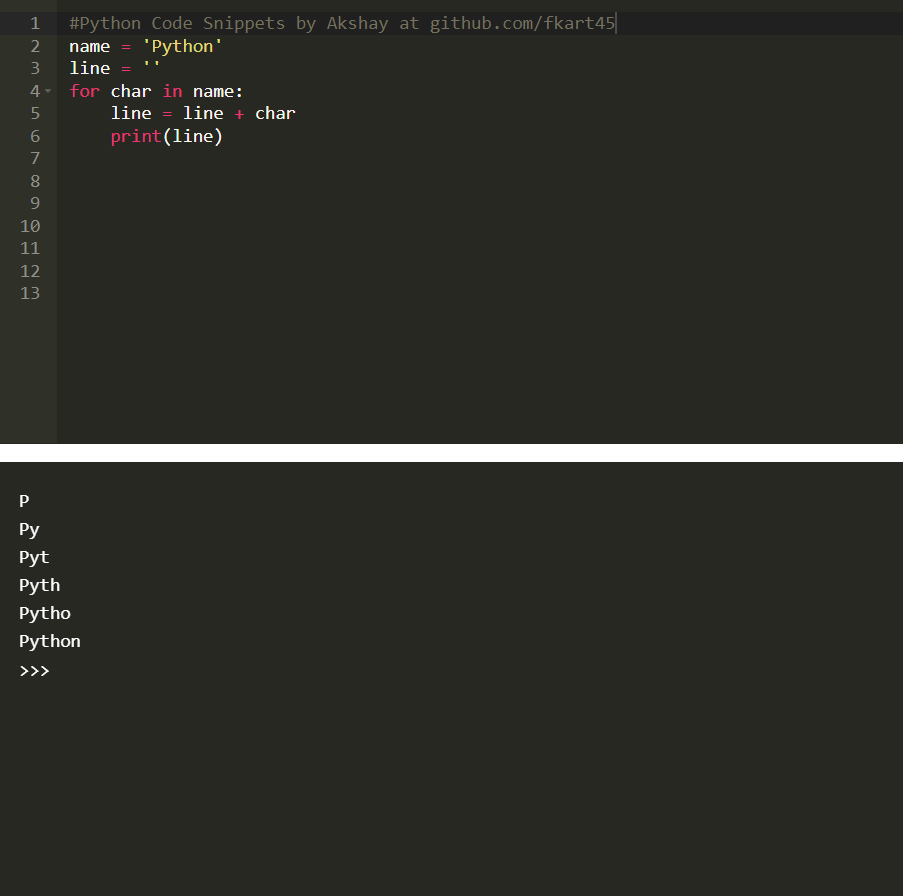 1 #Python Code Snippets by Akshay at github.com/fkart45
2 name = 'Python'
3 line = ''
4 for char in name:
5     line = line + char
6     print(line)
7
8
9
10
11
12
13
P
Py
Pyt
Pyth
Pytho
Python
>>>